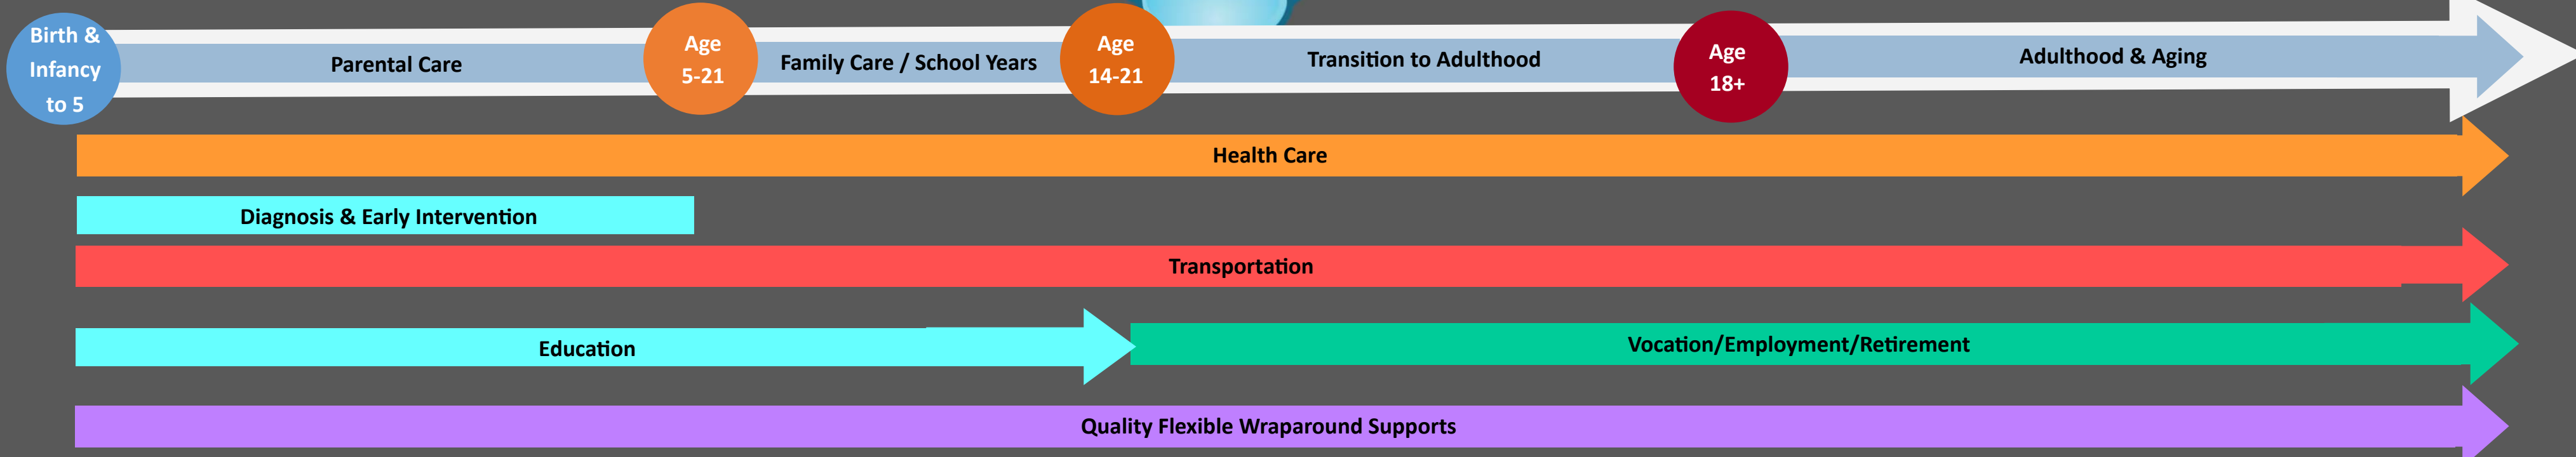 Birth &
Infancy
to 5
Parental Care
Age
5-21
Family Care / School Years
Age
14-21
Transition to Adulthood
Age
18+
Adulthood & Aging
Health Care
Diagnosis & Early Intervention
Transportation
Education
Vocation/Employment/Retirement
Quality Flexible Wraparound Supports